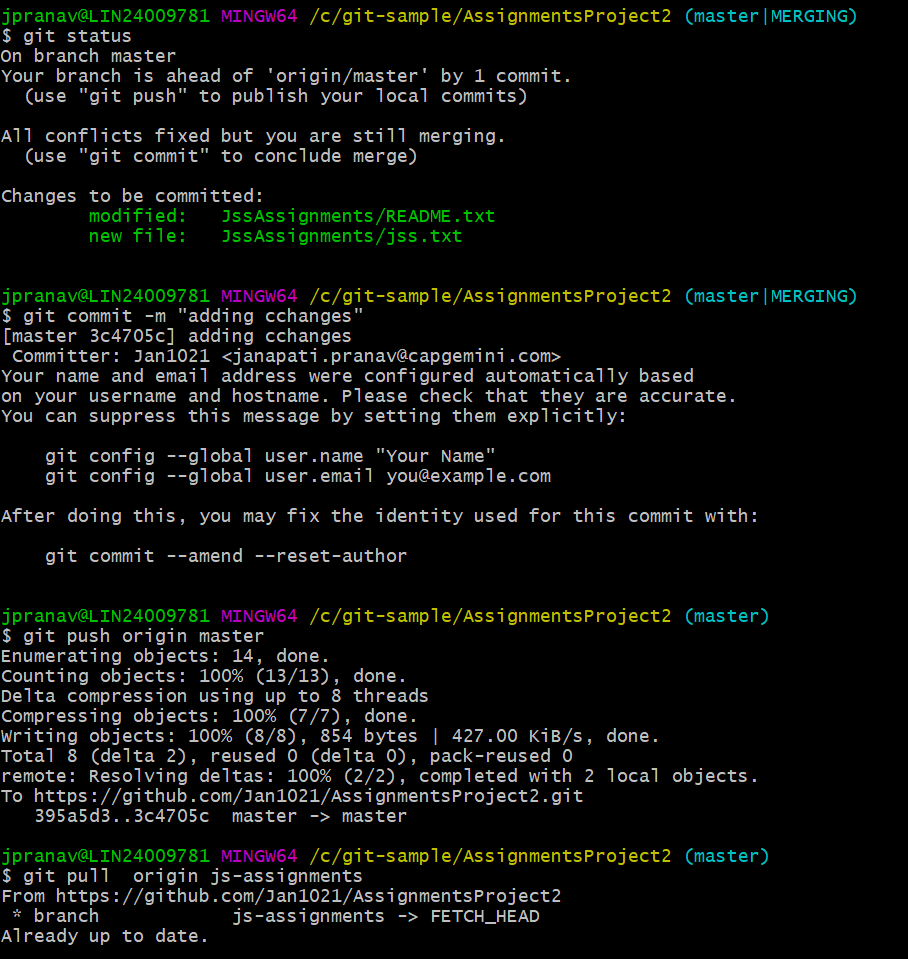 jpranav@LIN24009781 MINGW64 /c/git-sample/AssignmentsProject2 (master|MERGING)
$ git status
On branch master
Your branch is ahead of 'origin/master' by 1 commit.
  (use "git push" to publish your local commits)

All conflicts fixed but you are still merging.
  (use "git commit" to conclude merge)

Changes to be committed:
        modified:   JssAssignments/README.txt
        new file:   JssAssignments/jss.txt


jpranav@LIN24009781 MINGW64 /c/git-sample/AssignmentsProject2 (master|MERGING)
$ git commit -m "adding cchanges"
[master 3c4705c] adding cchanges
 Committer: Jan1021 <janapati.pranav@capgemini.com>
Your name and email address were configured automatically based
on your username and hostname. Please check that they are accurate.
You can suppress this message by setting them explicitly:

    git config --global user.name "Your Name"
    git config --global user.email you@example.com

After doing this, you may fix the identity used for this commit with:

    git commit --amend --reset-author


jpranav@LIN24009781 MINGW64 /c/git-sample/AssignmentsProject2 (master)
$ git push origin master
Enumerating objects: 14, done.
Counting objects: 100% (13/13), done.
Delta compression using up to 8 threads
Compressing objects: 100% (7/7), done.
Writing objects: 100% (8/8), 854 bytes | 427.00 KiB/s, done.
Total 8 (delta 2), reused 0 (delta 0), pack-reused 0
remote: Resolving deltas: 100% (2/2), completed with 2 local objects.
To https://github.com/Jan1021/AssignmentsProject2.git
   395a5d3..3c4705c  master -> master

jpranav@LIN24009781 MINGW64 /c/git-sample/AssignmentsProject2 (master)
$ git pull  origin js-assignments
From https://github.com/Jan1021/AssignmentsProject2
 * branch            js-assignments -> FETCH_HEAD
Already up to date.